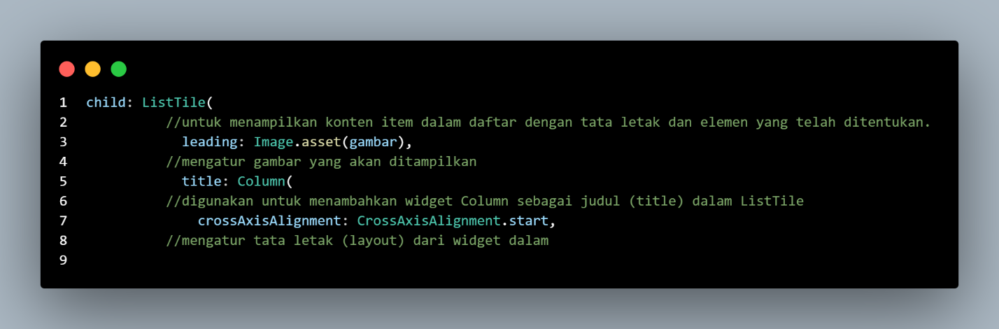 1 child: ListTile(
2 //untuk menampilkan konten item dalam daftar dengan tata letak dan elemen yang telah ditentukan.
3 leading: Image.asset(gambar),
4 //mengatur gambar yang akan ditampilkan
5 title: Column(
6 //digunakan untuk menambahkan widget Column sebagai judul (title) dalam ListTile
7 crossAxisAlignment: CrossAxisAlignment.start,
8 //mengatur tata letak (layout) dari widget dalam
9